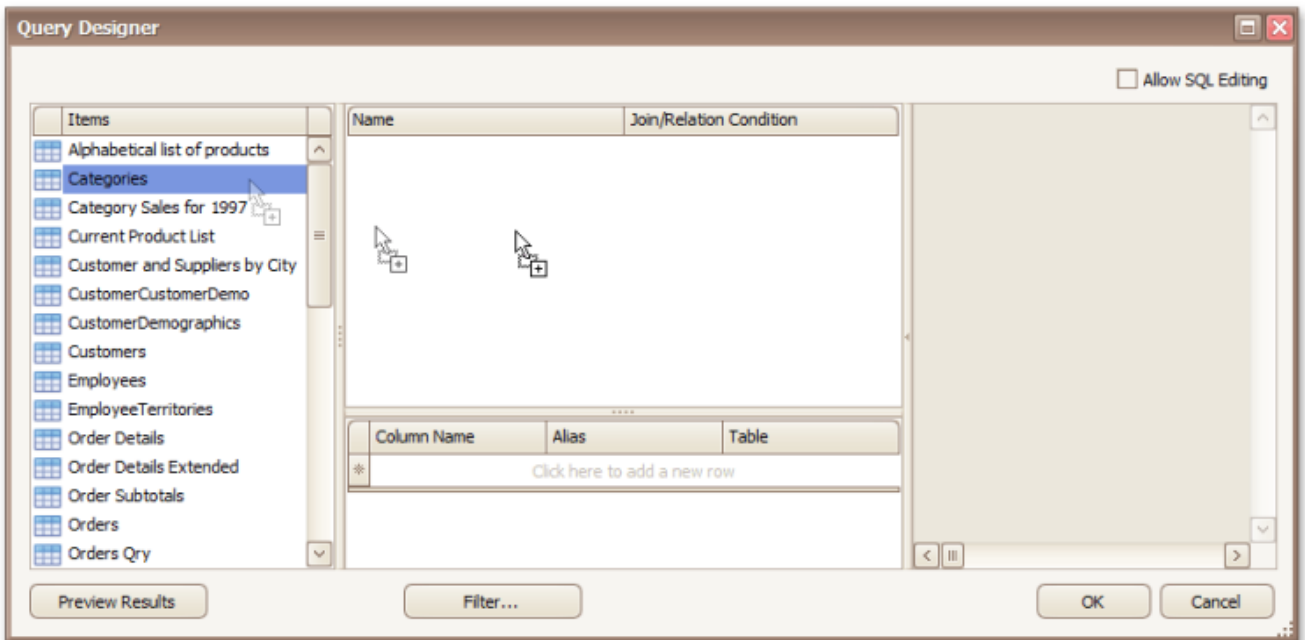 Query Designer
Allow SQL Editing
Items
Name Join/Relation Condition
Alphabetical list of products
Categories
Category Sales for 1997
Current Product List
Customer and Suppliers by City
CustomerCustomerDemo
CustomerDemographics
Customers
Employees
EmployeeTerritories
Order Details
Order Details Extended
Order Subtotals
Orders
Orders Qry
Column Name Alias Table
Click here to add a new row
Preview Results Filter... OK Cancel